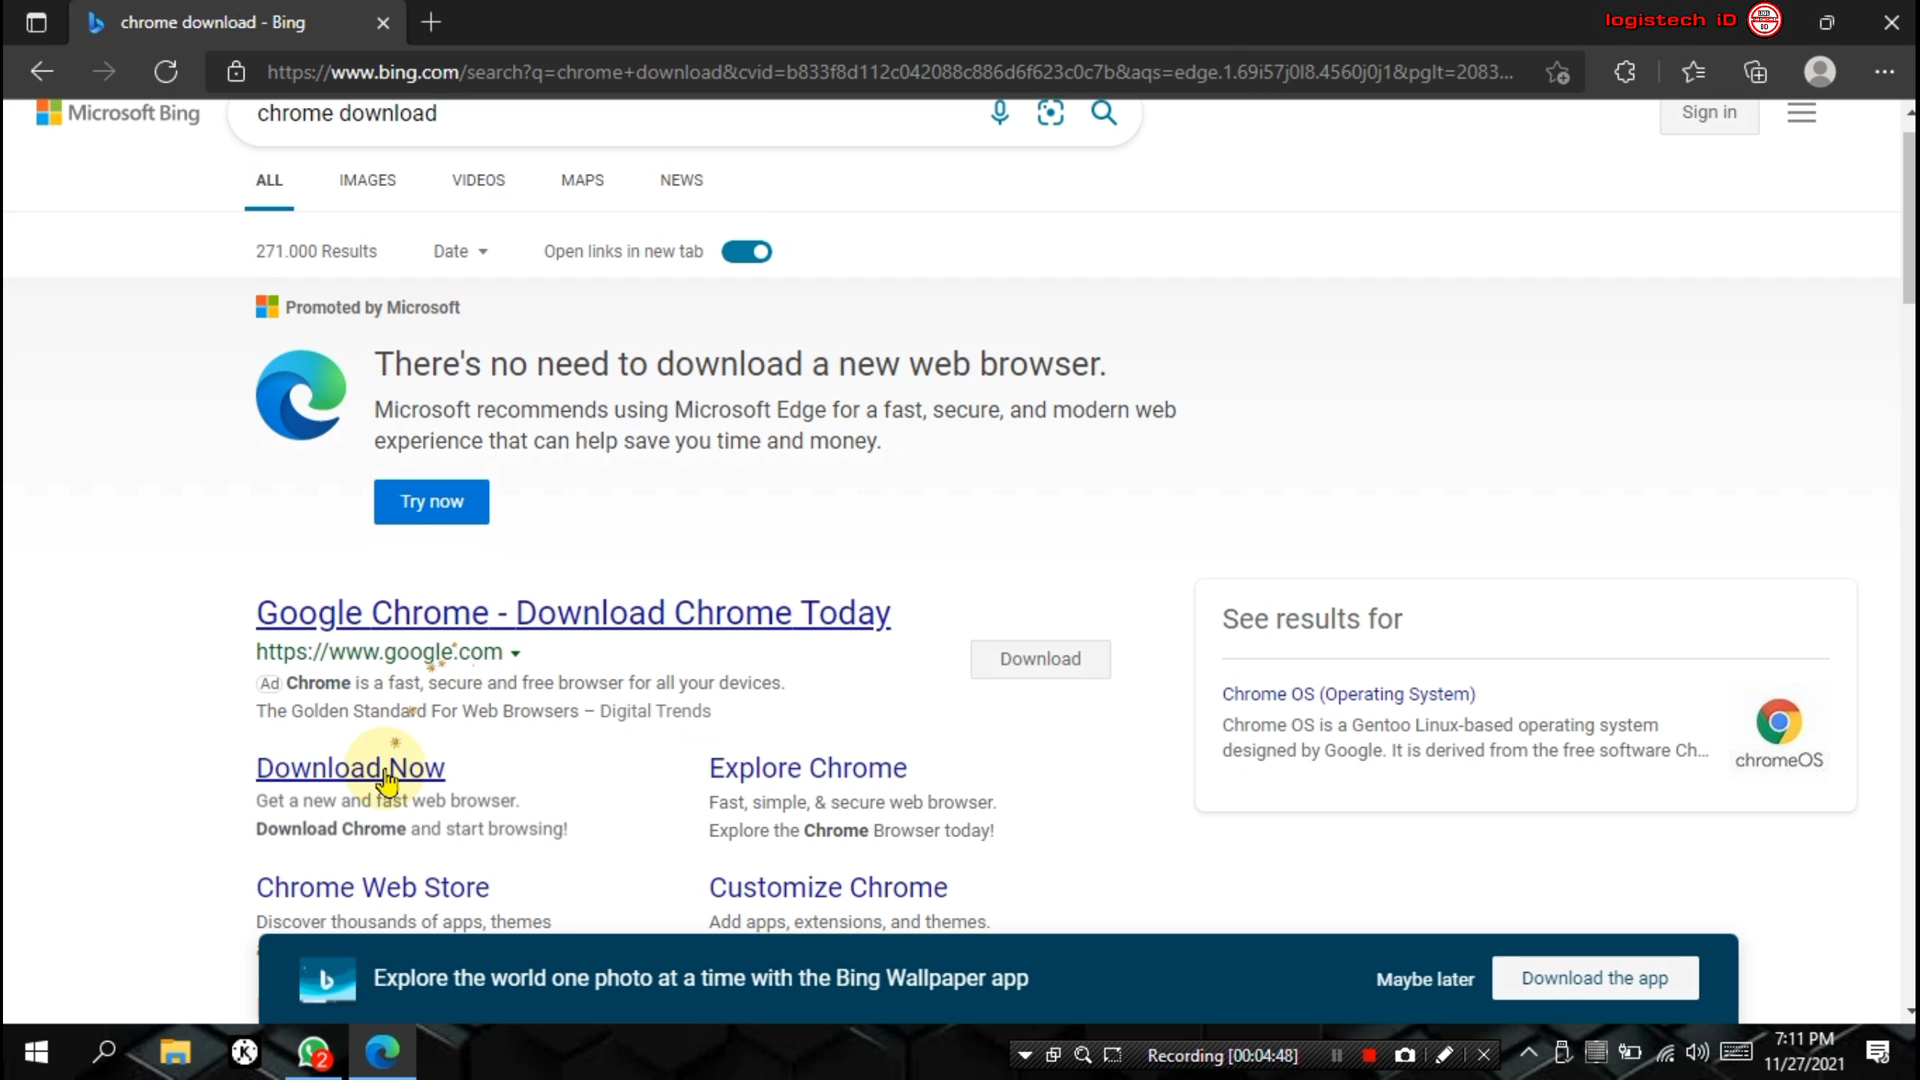 chrome download - Bing
logistech iD
https://www.bing.com/search?q=chrome+download&cvid=b833f8d112c042088c886d6f623c0c7b&aqs=edge.1.69i57j0l8.4560j0j1&pglt=2083...
Microsoft Bing
chrome download
Sign in
ALL IMAGES VIDEOS MAPS NEWS
271.000 Results Date Open links in new tab
Promoted by Microsoft
There's no need to download a new web browser.
Microsoft recommends using Microsoft Edge for a fast, secure, and modern web
experience that can help save you time and money.
Try now
Google Chrome - Download Chrome Today
https://www.google.com
Download
Ad Chrome is a fast, secure and free browser for all your devices.
The Golden Standard For Web Browsers – Digital Trends
Download Now
Get a new and fast web browser.
Download Chrome and start browsing!
Explore Chrome
Fast, simple, & secure web browser.
Explore the Chrome Browser today!
Chrome Web Store
Discover thousands of apps, themes
Customize Chrome
Add apps, extensions, and themes.
See results for
Chrome OS (Operating System)
Chrome OS is a Gentoo Linux-based operating system
designed by Google. It is derived from the free software Ch...
chromeOS
Explore the world one photo at a time with the Bing Wallpaper app
Maybe later
Download the app
K
2
Recording [00:04:48]
7:11 PM
11/27/2021